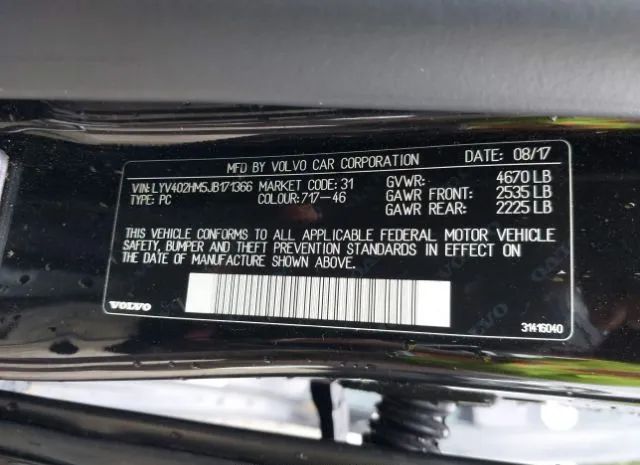 MFD BY VOLVO CAR CORPORATION DATE: 08/17
VIN: LYV402HM5JB171366 MARKET CODE: 31 GVWR: 4670 LB
TYPE: PC COLOUR: 717-46 GAWR FRONT: 2535 LB
GAWR REAR: 2225 LB
THIS VEHICLE CONFORMS TO ALL APPLICABLE FEDERAL MOTOR VEHICLE
SAFETY, BUMPER AND THEFT PREVENTION STANDARDS IN EFFECT ON
THE DATE OF MANUFACTURE SHOWN ABOVE.
VOLVO 31416040